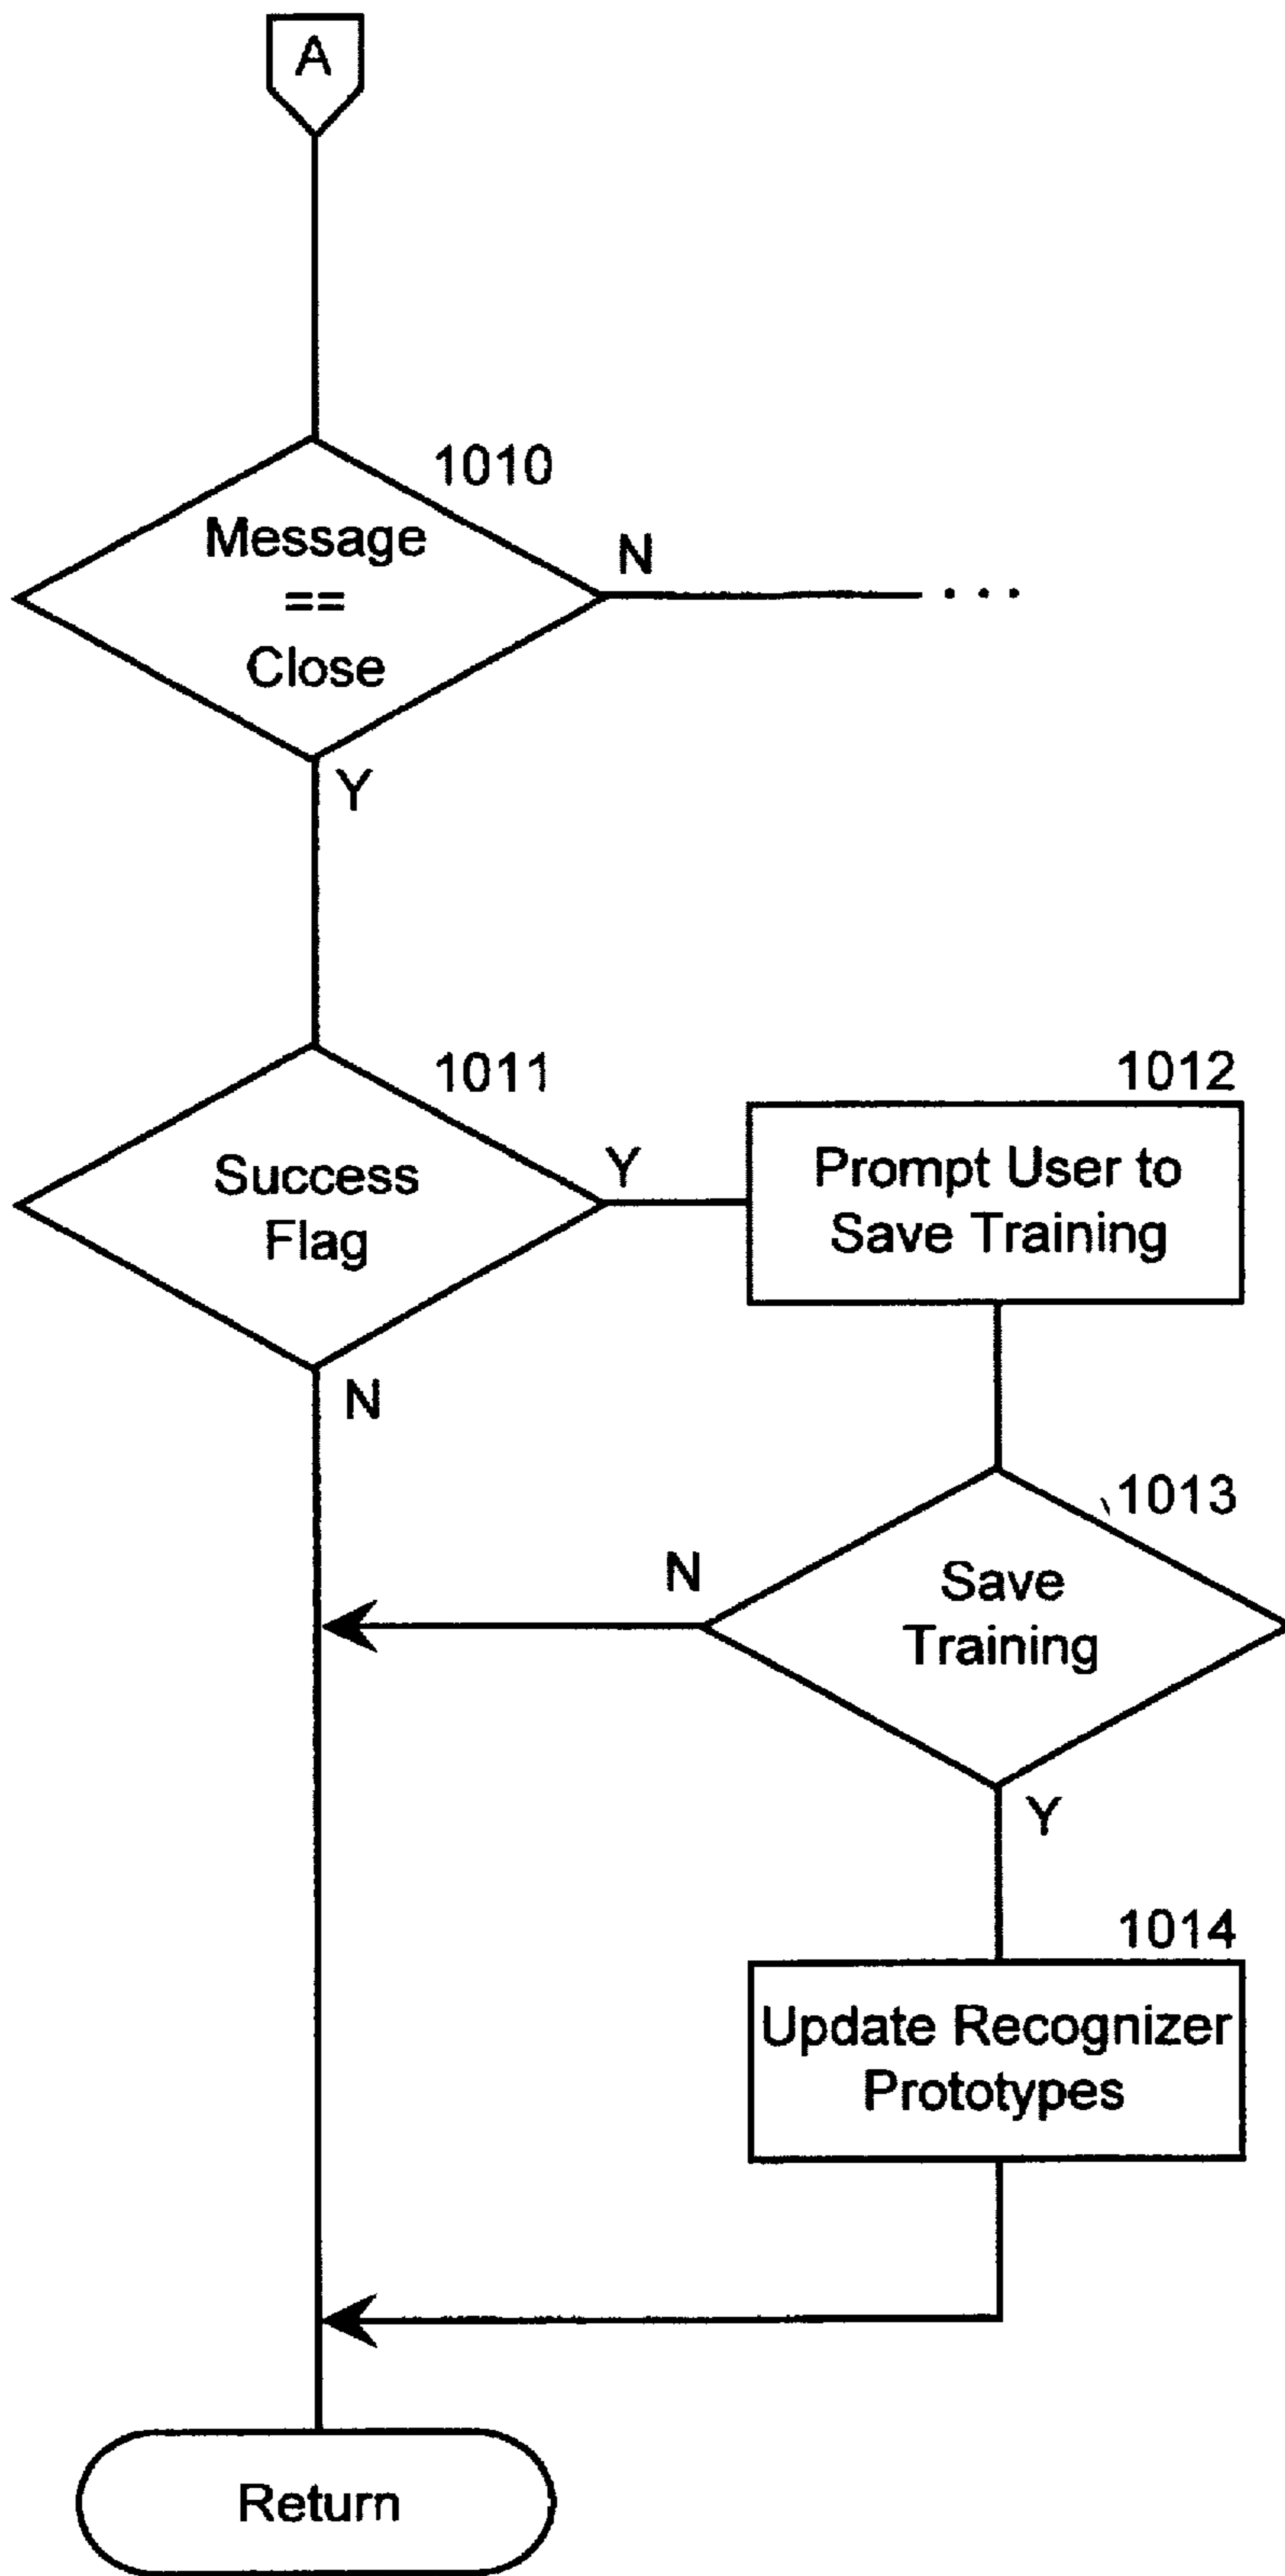 A
1010
Message
==
Close
N
. . .
Y
1011
Success
Flag
Y
N
1012
Prompt User to
Save Training
1013
Save
Training
N
Y
1014
Update Recognizer
Prototypes
Return